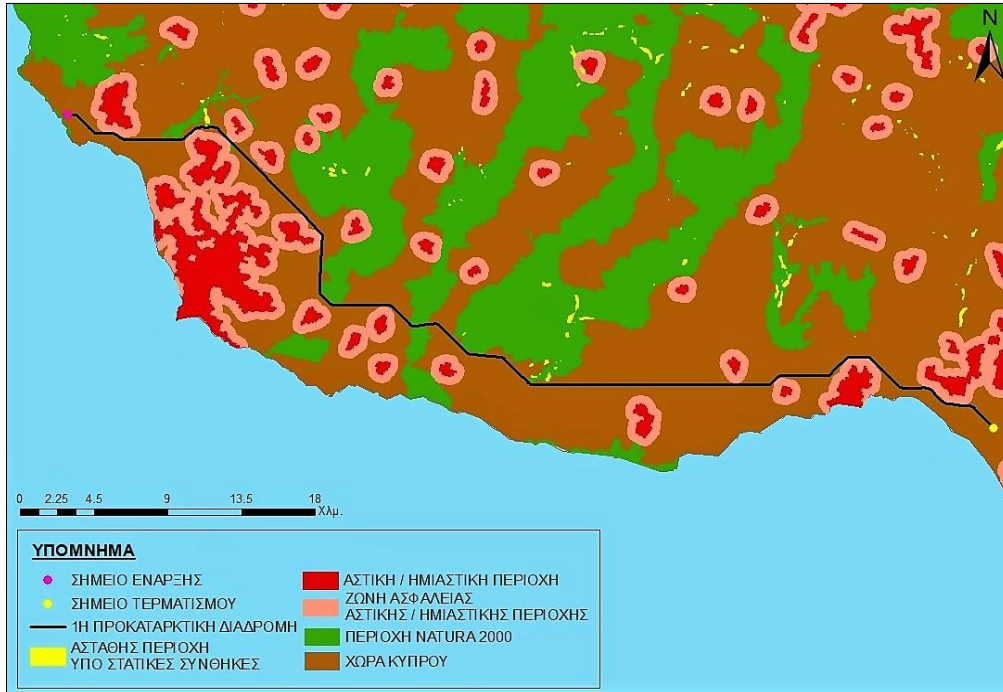 N
0 2.25 4.5 9 13.5 18
Χλμ.
ΥΠΟΜΝΗΜΑ
ΣΗΜΕΙΟ ΕΝΑΡΞΗΣ
ΣΗΜΕΙΟ ΤΕΡΜΑΤΙΣΜΟΥ
1Η ΠΡΟΚΑΤΑΡΚΤΙΚΗ ΔΙΑΔΡΟΜΗ
ΑΣΤΑΘΗΣ ΠΕΡΙΟΧΗ
ΥΠΟ ΣΤΑΤΙΚΕΣ ΣΥΝΘΗΚΕΣ
ΑΣΤΙΚΗ / ΗΜΙΑΣΤΙΚΗ ΠΕΡΙΟΧΗ
ΖΩΝΗ ΑΣΦΑΛΕΙΑΣ
ΑΣΤΙΚΗΣ / ΗΜΙΑΣΤΙΚΗΣ ΠΕΡΙΟΧΗΣ
ΠΕΡΙΟΧΗ NATURA 2000
ΧΩΡΑ ΚΥΠΡΟΥ